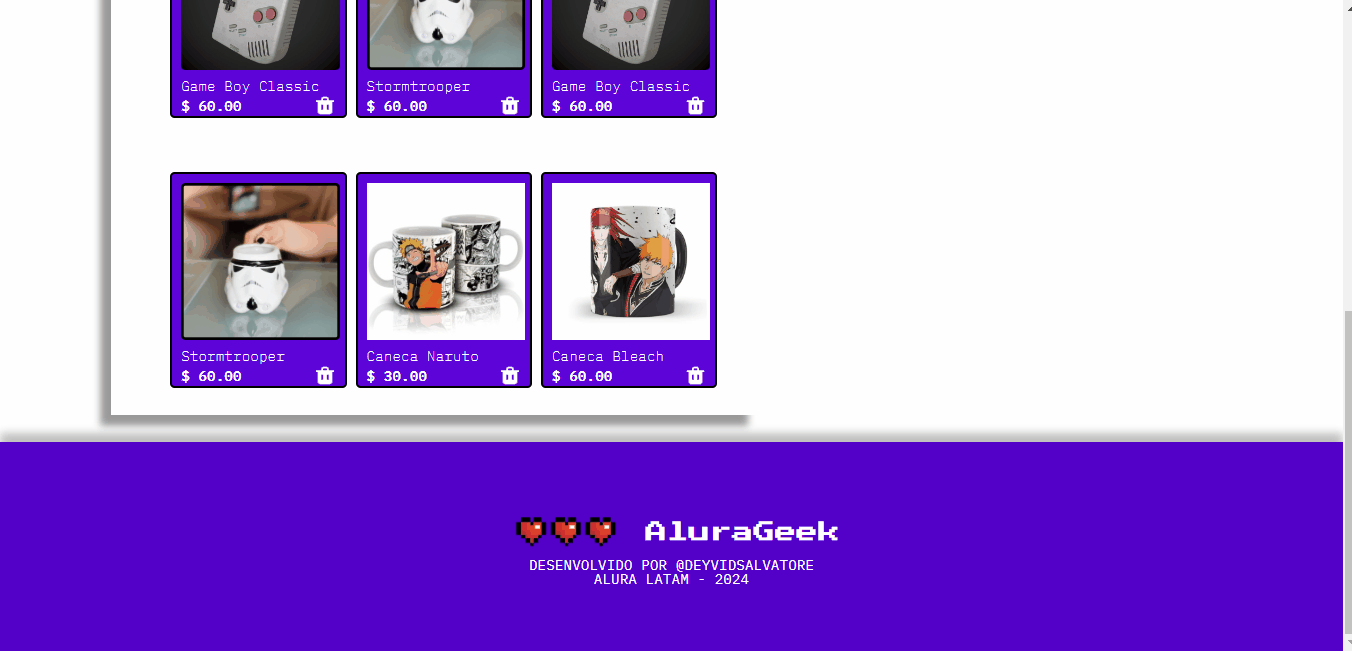 Game Boy Classic
$ 60.00
Stormtrooper
$ 60.00
Game Boy Classic
$ 60.00
Stormtrooper
$ 60.00
Caneca Naruto
$ 30.00
Caneca Bleach
$ 60.00
AluraGeek
DESENVOLVIDO POR @DEYVIDSALVATORE
ALURA LATAM - 2024